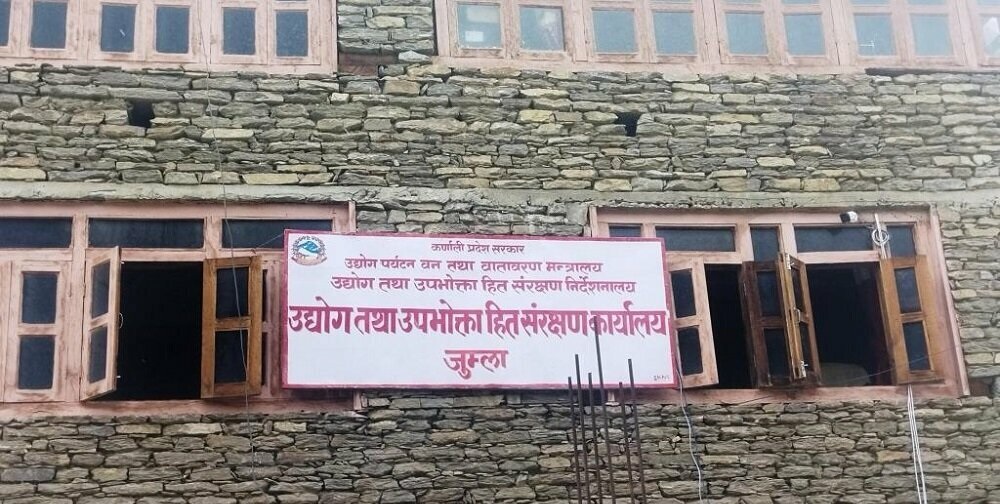 कर्णाली प्रदेश सरकार
उद्योग पर्यटन वन तथा वातावरण मन्त्रालय
उद्योग तथा उपभोक्ता हित संरक्षण निर्देशनालय
उद्योग तथा उपभोक्ता हित संरक्षण कार्यालय
जुम्ला